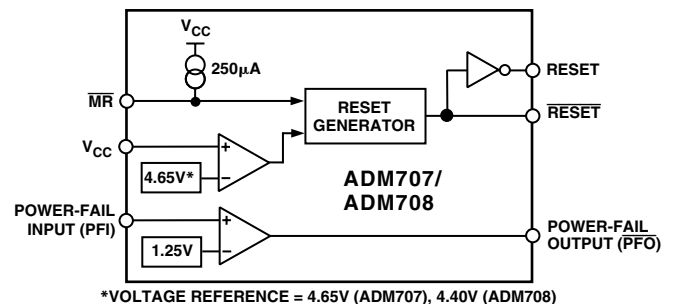 VCC
250μA
MR
RESET GENERATOR
RESET
RESET
VCC
+
4.65V*
−
ADM707/
ADM708
POWER-FAIL
INPUT (PFI)
+
1.25V
−
POWER-FAIL
OUTPUT (PFO)
*VOLTAGE REFERENCE = 4.65V (ADM707), 4.40V (ADM708)